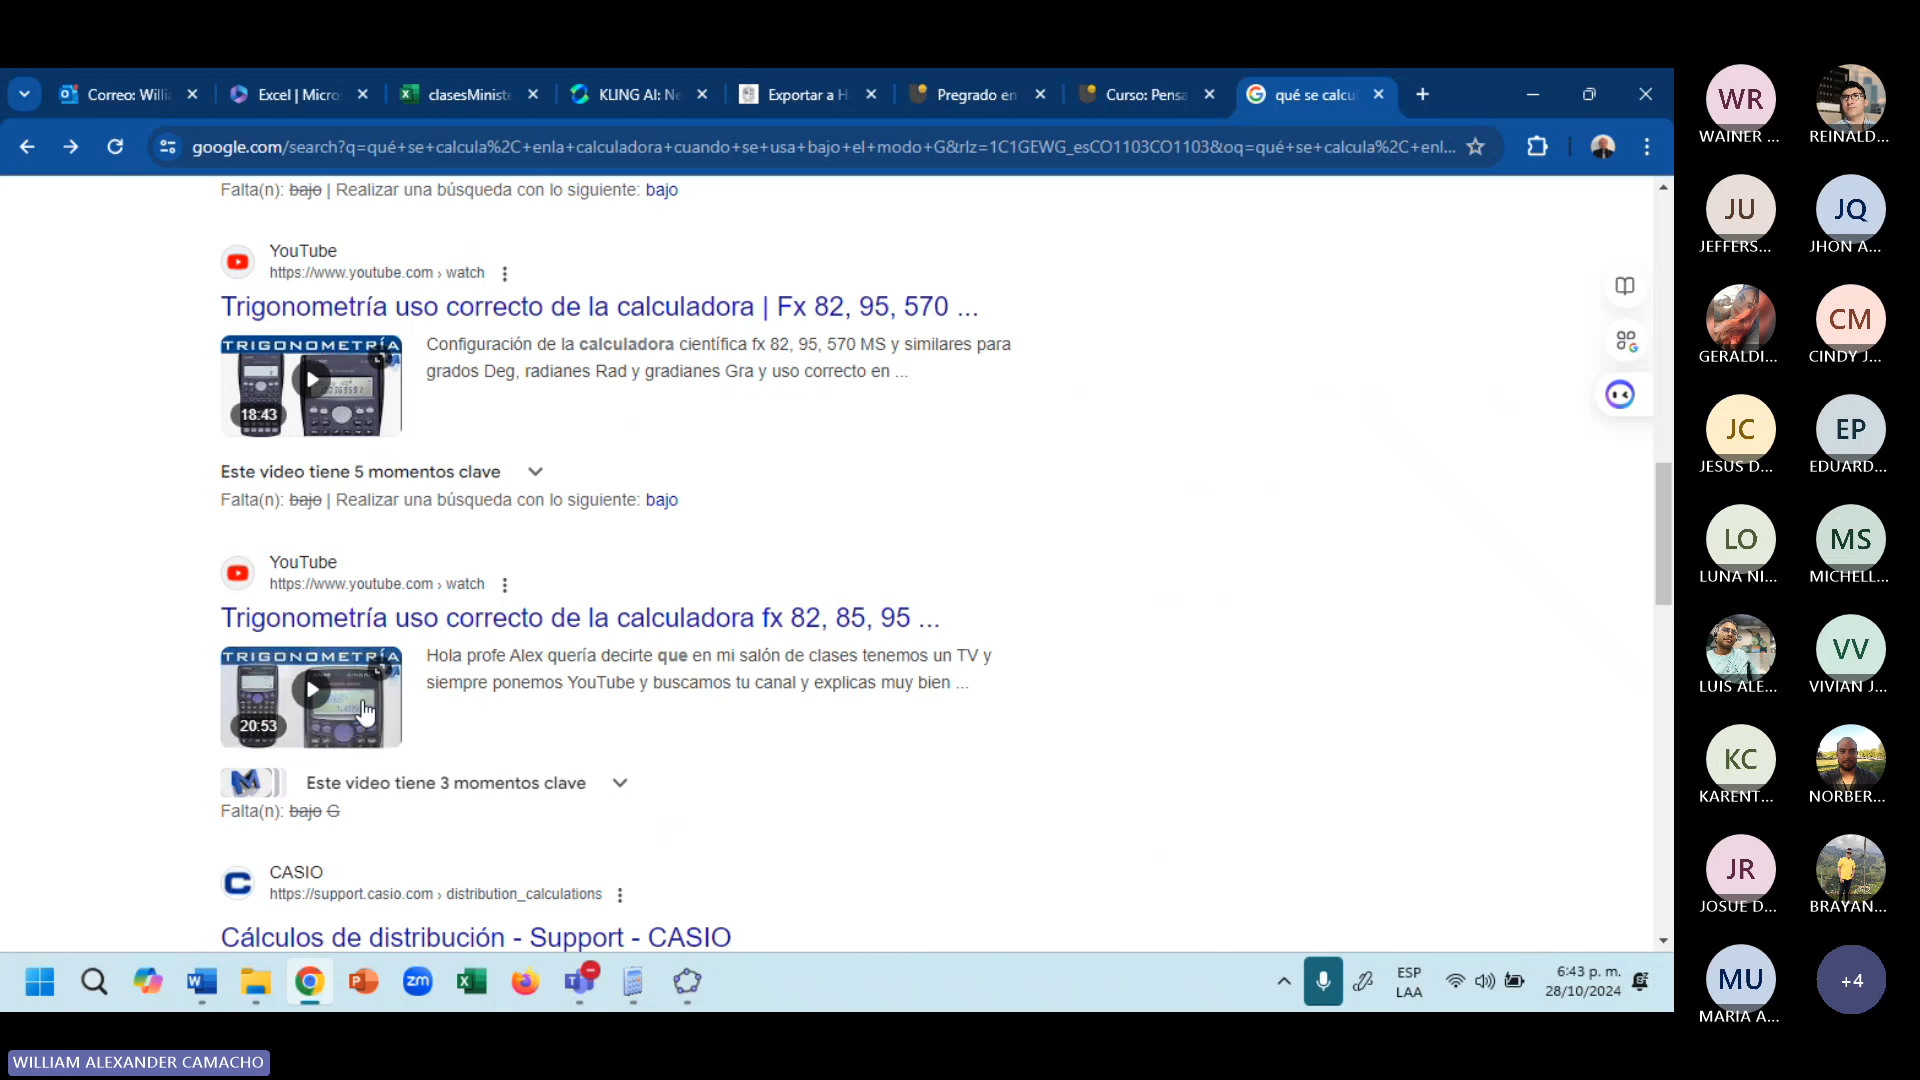 Correo: Willia
Excel | Micro
clasesMiniste
KLING AI: Ne
Exportar a H
Pregrado en
Curso: Pensa
qué se calcu
google.com/search?q=qué+se+calcula%2C+enla+calculadora+cuando+se+usa+bajo+el+modo+G&rlz=1C1GEWG_esCO1103CO1103&oq=qué+se+calcula%2C+enl...
Falta(n): bajo | Realizar una búsqueda con lo siguiente: bajo
YouTube
https://www.youtube.com › watch
Trigonometría uso correcto de la calculadora | Fx 82, 95, 570 ...
TRIGONOMETRÍA
18:43
Configuración de la calculadora científica fx 82, 95, 570 MS y similares para
grados Deg, radianes Rad y gradianes Gra y uso correcto en ...
Este video tiene 5 momentos clave
Falta(n): bajo | Realizar una búsqueda con lo siguiente: bajo
YouTube
https://www.youtube.com › watch
Trigonometría uso correcto de la calculadora fx 82, 85, 95 ...
TRIGONOMETRÍA
20:53
Hola profe Alex quería decirte que en mi salón de clases tenemos un TV y
siempre ponemos YouTube y buscamos tu canal y explicas muy bien ...
Este video tiene 3 momentos clave
Falta(n): bajo G
CASIO
https://support.casio.com › distribution_calculations
Cálculos de distribución - Support - CASIO
zm
ESP
LAA
6:43 p. m.
28/10/2024
WILLIAM ALEXANDER CAMACHO
WR
WAINER ...
REINALD...
JU
JEFFERS...
JQ
JHON A...
GERALDI...
CM
CINDY J...
JC
JESUS D...
EP
EDUARD...
LO
LUNA NI...
MS
MICHELL...
LUIS ALE...
VV
VIVIAN J...
KC
KARENT...
NORBER...
JR
JOSUE D...
BRAYAN...
MU
MARIA A...
+4